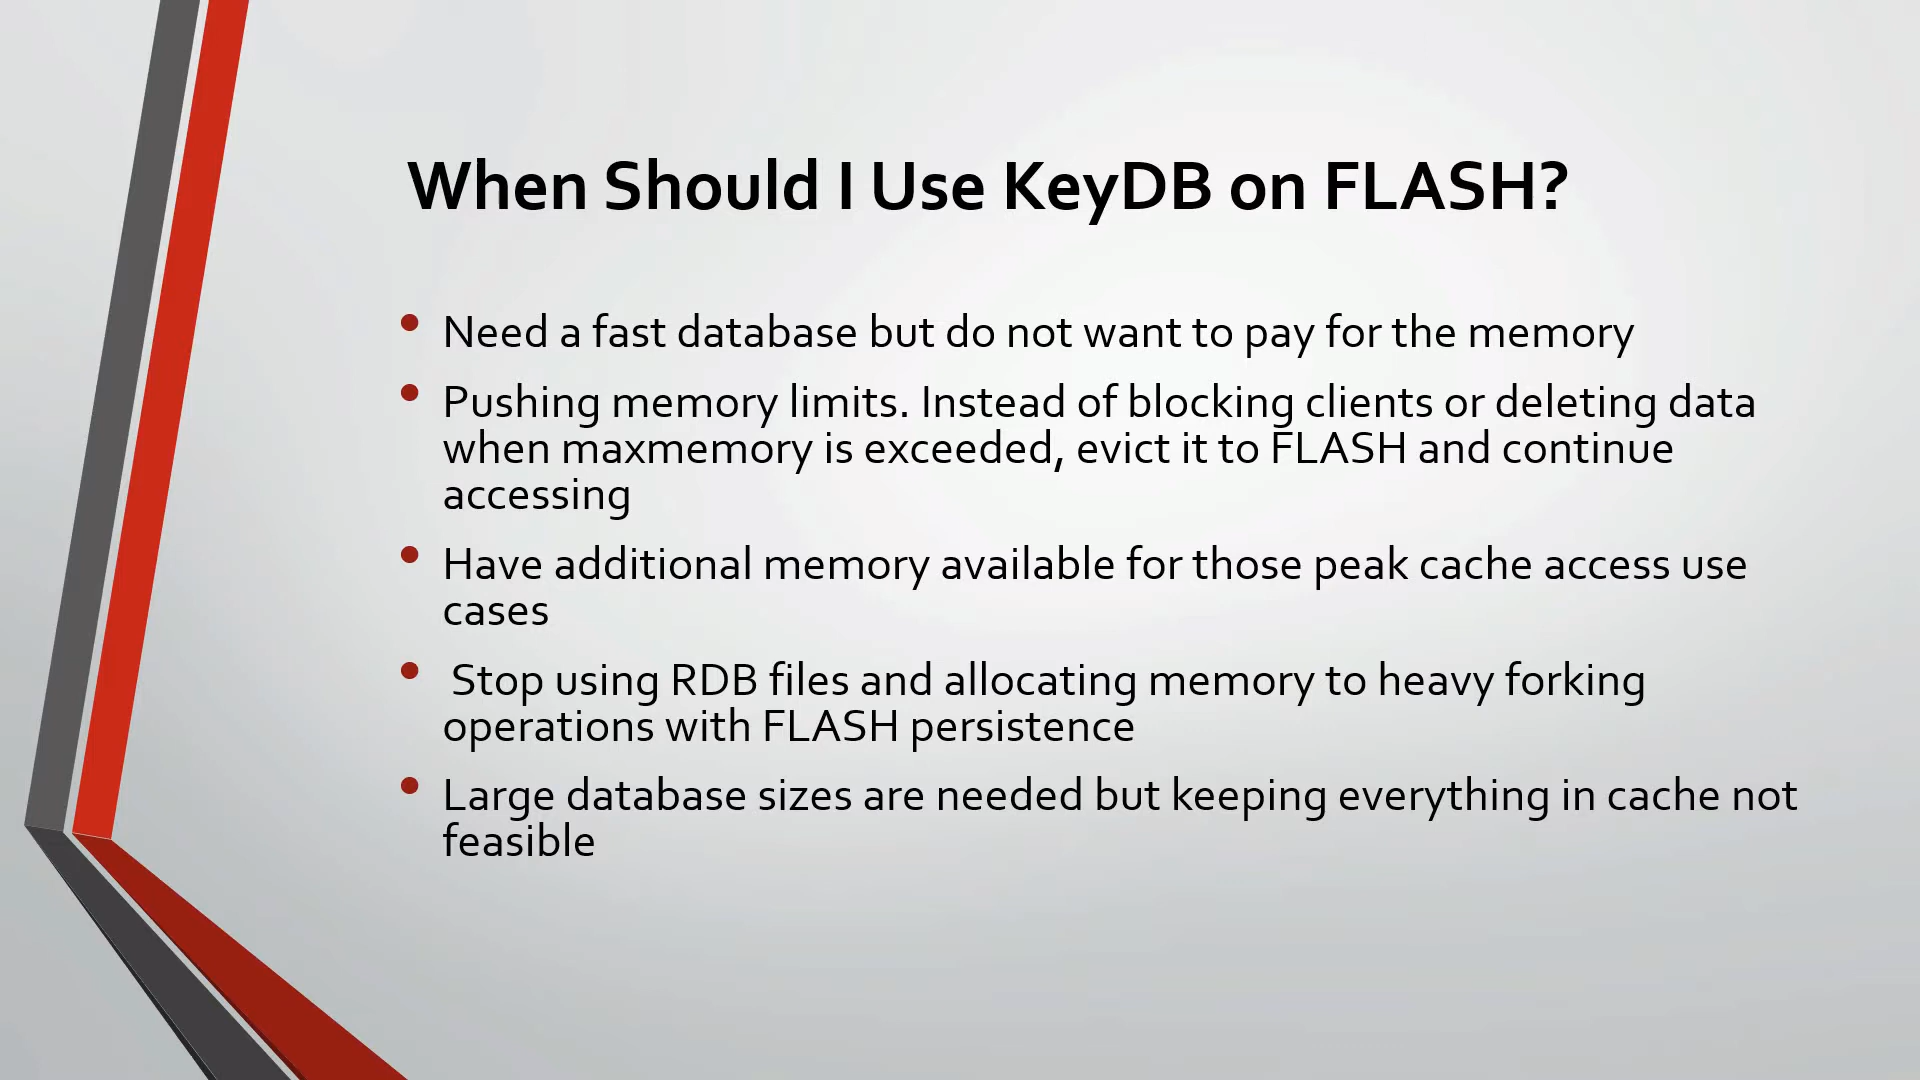 When Should I Use KeyDB on FLASH?
• Need a fast database but do not want to pay for the memory
• Pushing memory limits. Instead of blocking clients or deleting data
when maxmemory is exceeded, evict it to FLASH and continue
accessing
• Have additional memory available for those peak cache access use
cases
• Stop using RDB files and allocating memory to heavy forking
operations with FLASH persistence
• Large database sizes are needed but keeping everything in cache not
feasible